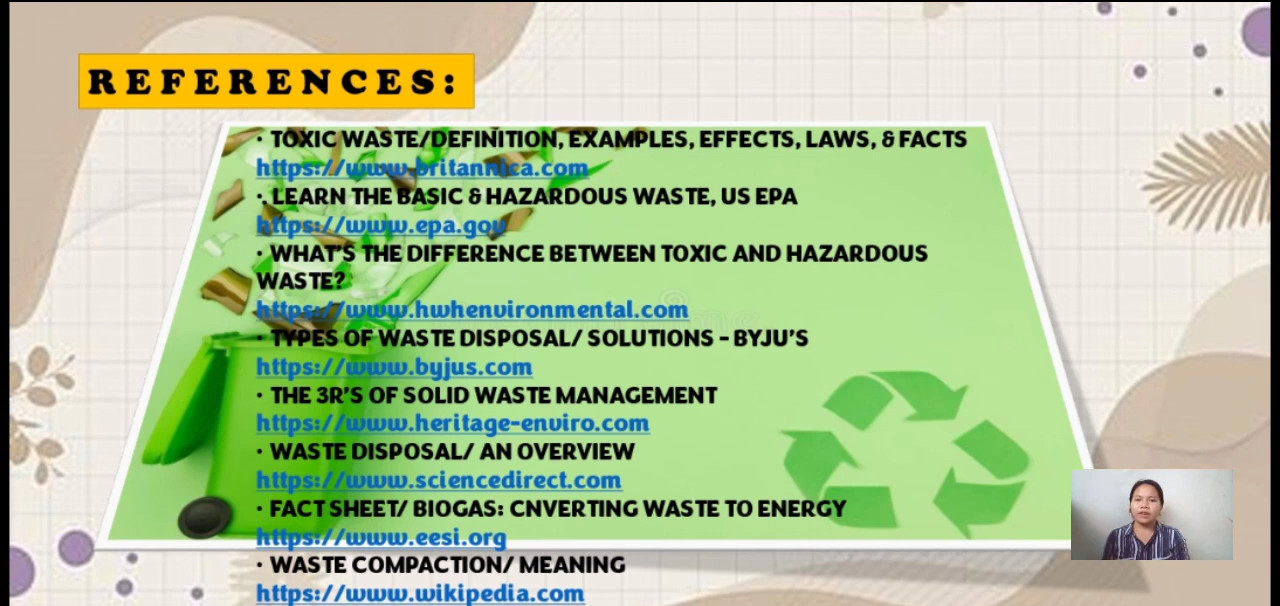 REFERENCES:
· TOXIC WASTE/DEFINITION, EXAMPLES, EFFECTS, LAWS, & FACTS
https://www.britannica.com
·. LEARN THE BASIC & HAZARDOUS WASTE, US EPA
https://www.epa.gov
· WHAT'S THE DIFFERENCE BETWEEN TOXIC AND HAZARDOUS
WASTE?
https://www.hwhenvironmental.com
· TYPES OF WASTE DISPOSAL/ SOLUTIONS - BYJU'S
https://www.byjus.com
· THE 3R'S OF SOLID WASTE MANAGEMENT
https://www.heritage-enviro.com
· WASTE DISPOSAL/ AN OVERVIEW
https://www.sciencedirect.com
· FACT SHEET/ BIOGAS: CNVERTING WASTE TO ENERGY
https://www.eesi.org
· WASTE COMPACTION/ MEANING
https://www.wikipedia.com